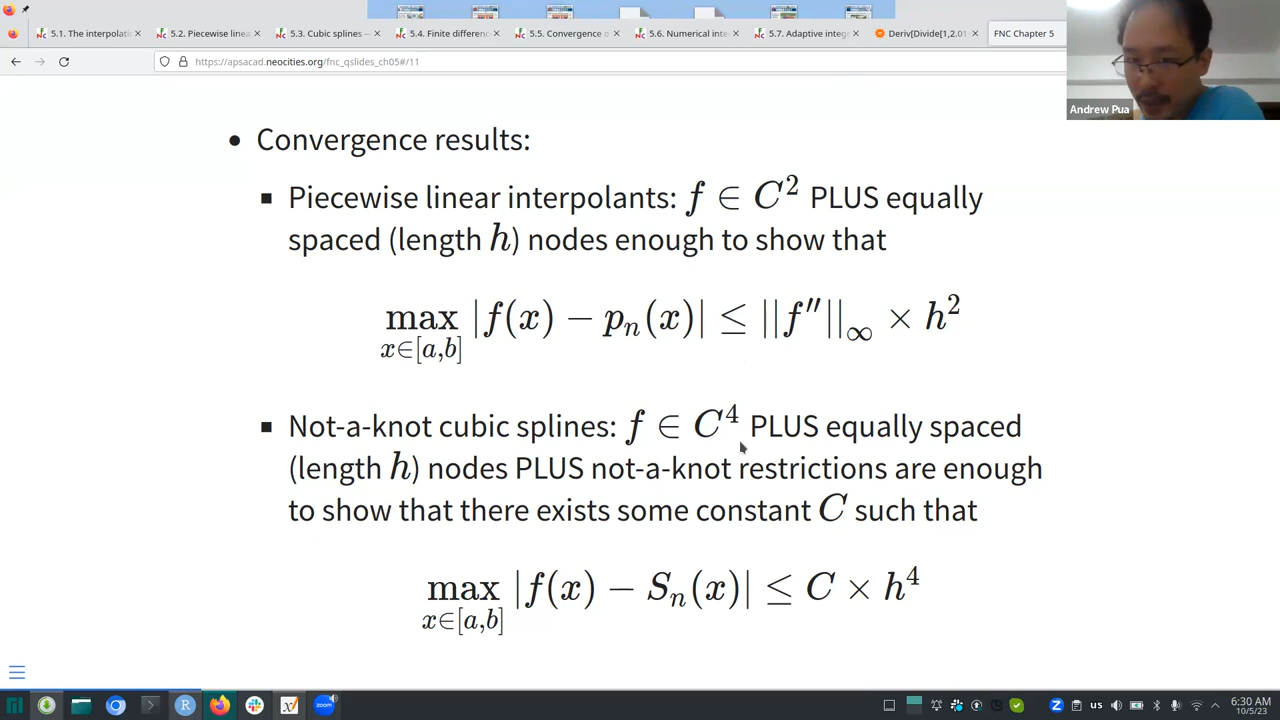 5.1. The interpolati
5.2. Piecewise linea
5.3. Cubic splines —
5.4. Finite differenc
5.5. Convergence o
5.6. Numerical inte
5.7. Adaptive integ
Deriv[Divide[1,2.01
FNC Chapter 5
https://apsacad.neocities.org/fnc_qslides_ch05#/11
Andrew Pua
• Convergence results:
▪ Piecewise linear interpolants: f ∈ C² PLUS equally
spaced (length h) nodes enough to show that
max |f(x) − pₙ(x)| ≤ ||f″||∞ × h²
x∈[a,b]
▪ Not-a-knot cubic splines: f ∈ C⁴ PLUS equally spaced
(length h) nodes PLUS not-a-knot restrictions are enough
to show that there exists some constant C such that
max |f(x) − Sₙ(x)| ≤ C × h⁴
x∈[a,b]
zoom
us
6:30 AM
10/5/23